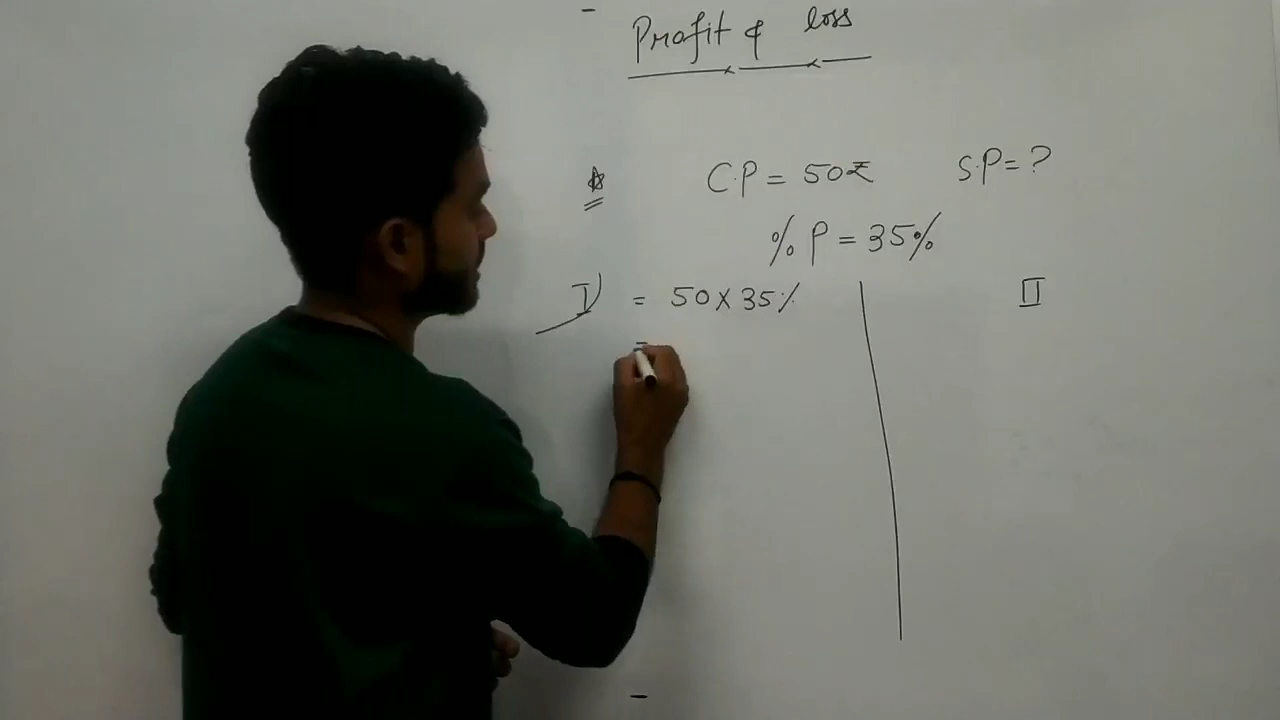 Profit & loss
C.P = 50₹ S.P = ?
% P = 35%
I) = 50 X 35% II
=